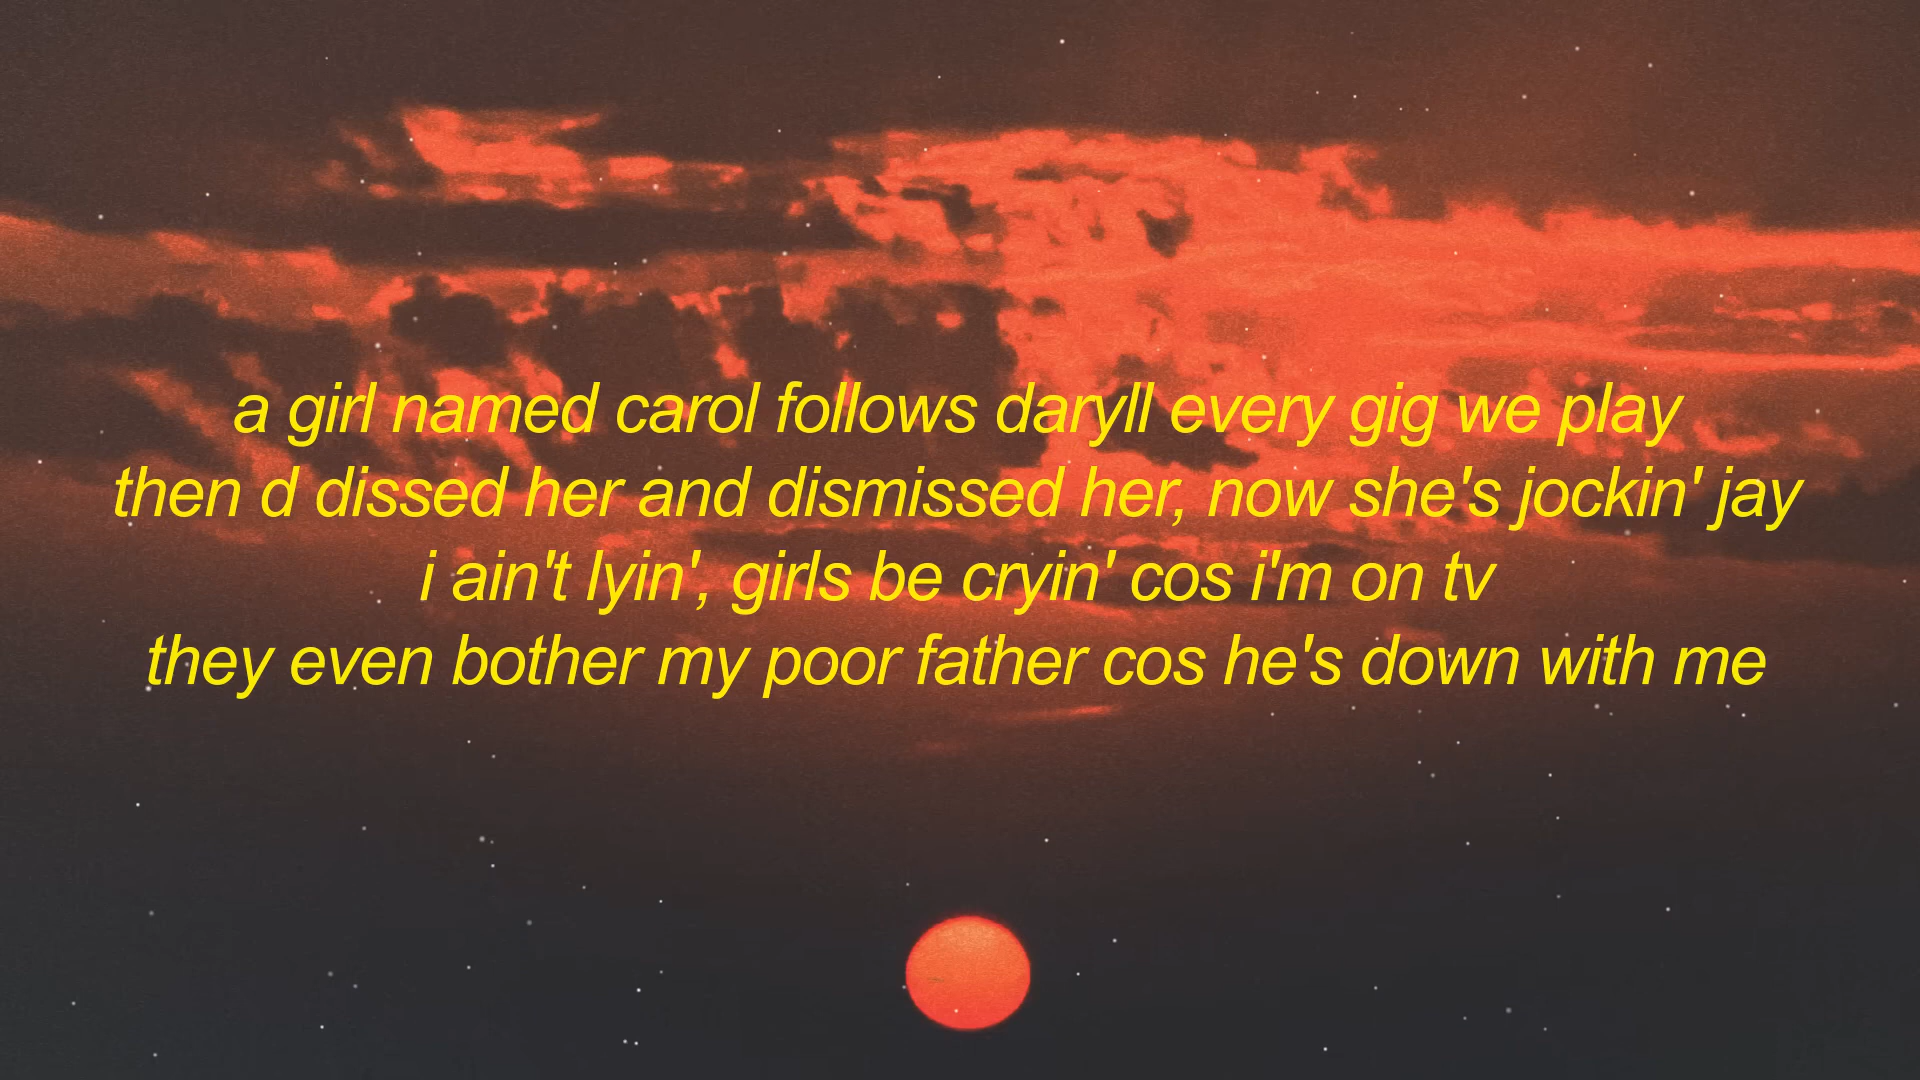 a girl named carol follows daryll every gig we play
then d dissed her and dismissed her, now she's jockin' jay
i ain't lyin', girls be cryin' cos i'm on tv
they even bother my poor father cos he's down with me